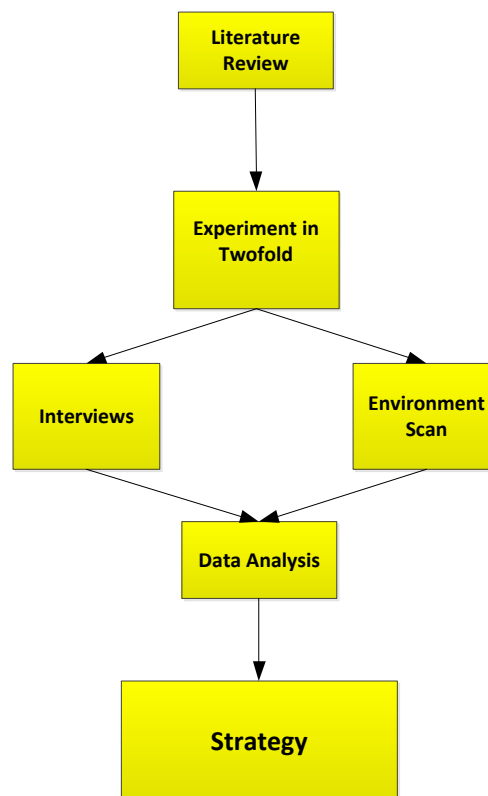 Literature
Review
Experiment in
Twofold
Interviews
Environment
Scan
Data Analysis
Strategy